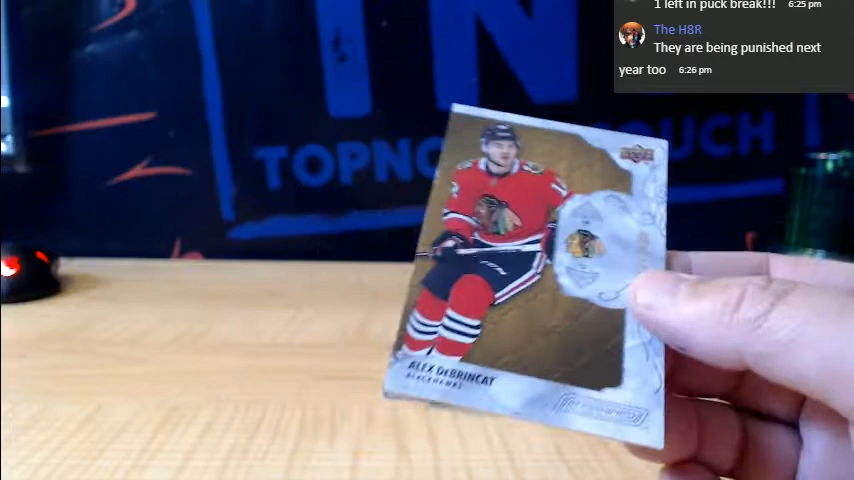 1 left in puck break!!! 6:25 pm
The H8R
They are being punished next
year too 6:26 pm
TOPNO
OUCH
ALEX DEBRINCAT
BLACKHAWKS